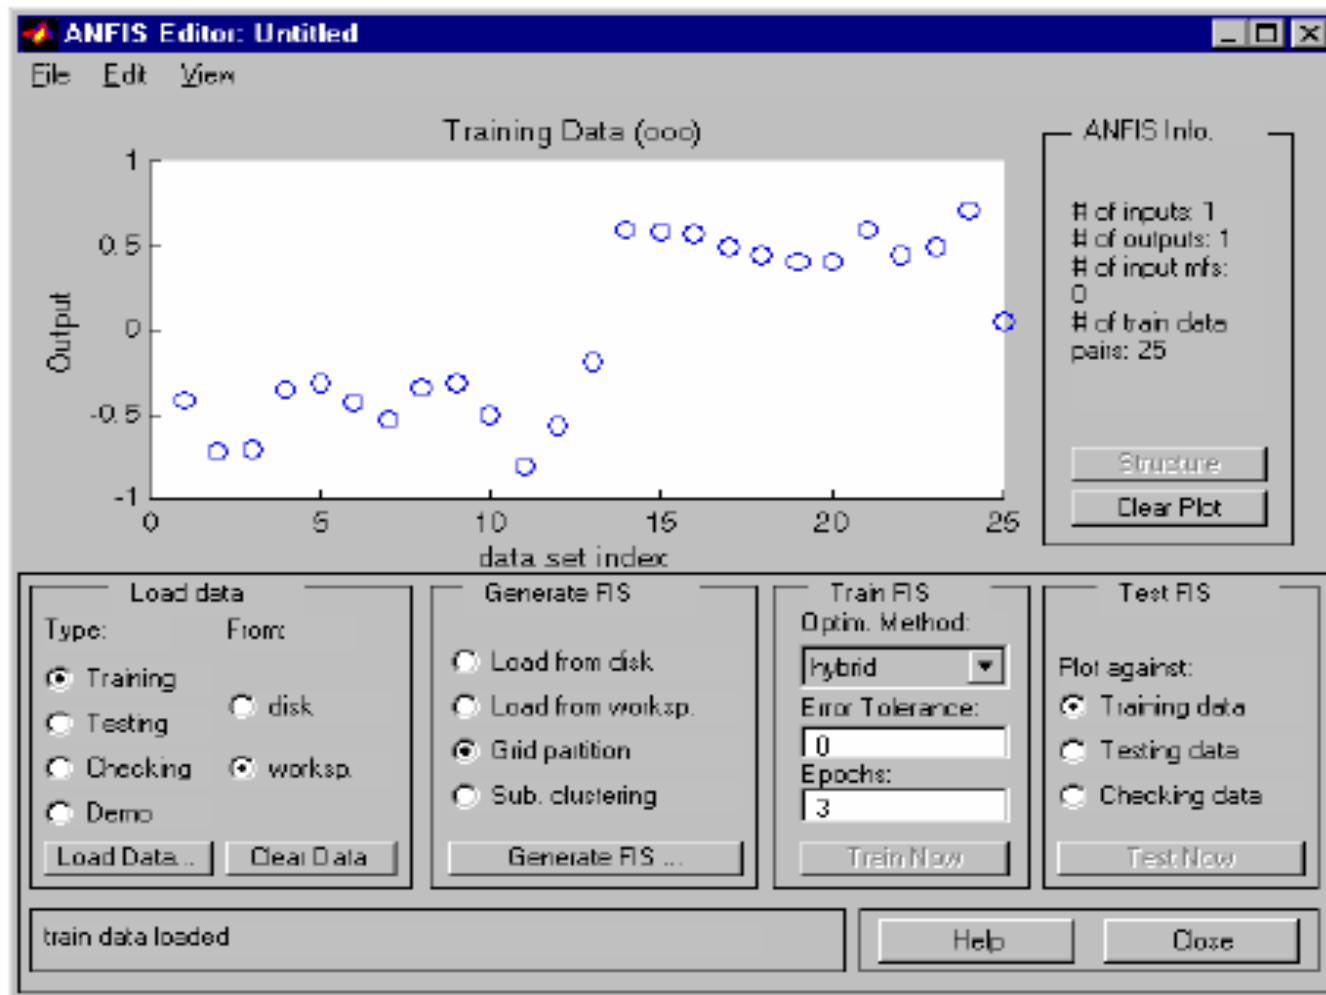 ANFIS Editor: Untitled
File Edit View
Training Data (ooo)
1
0.5
0
-0.5
-1
Output
0 5 10 15 20 25
data set index
ANFIS Info.
# of inputs: 1
# of outputs: 1
# of input mfs:
0
# of train data
pairs: 25
Structure
Clear Plot
Load data
Type: From:
Training
Testing
Checking
Demo
disk
worksp.
Load Data... Clear Data
Generate FIS
Load from disk
Load from worksp.
Grid partition
Sub. clustering
Generate FIS ...
Train FIS
Optim. Method:
hybrid
Error Tolerance:
0
Epochs:
3
Train Now
Test FIS
Plot against:
Training data
Testing data
Checking data
Test Now
train data loaded
Help Close